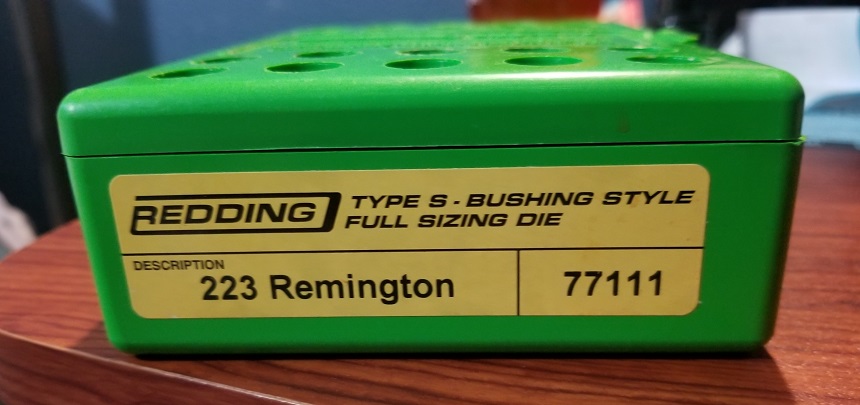 REDDING
TYPE S - BUSHING STYLE
FULL SIZING DIE
DESCRIPTION
223 Remington
77111